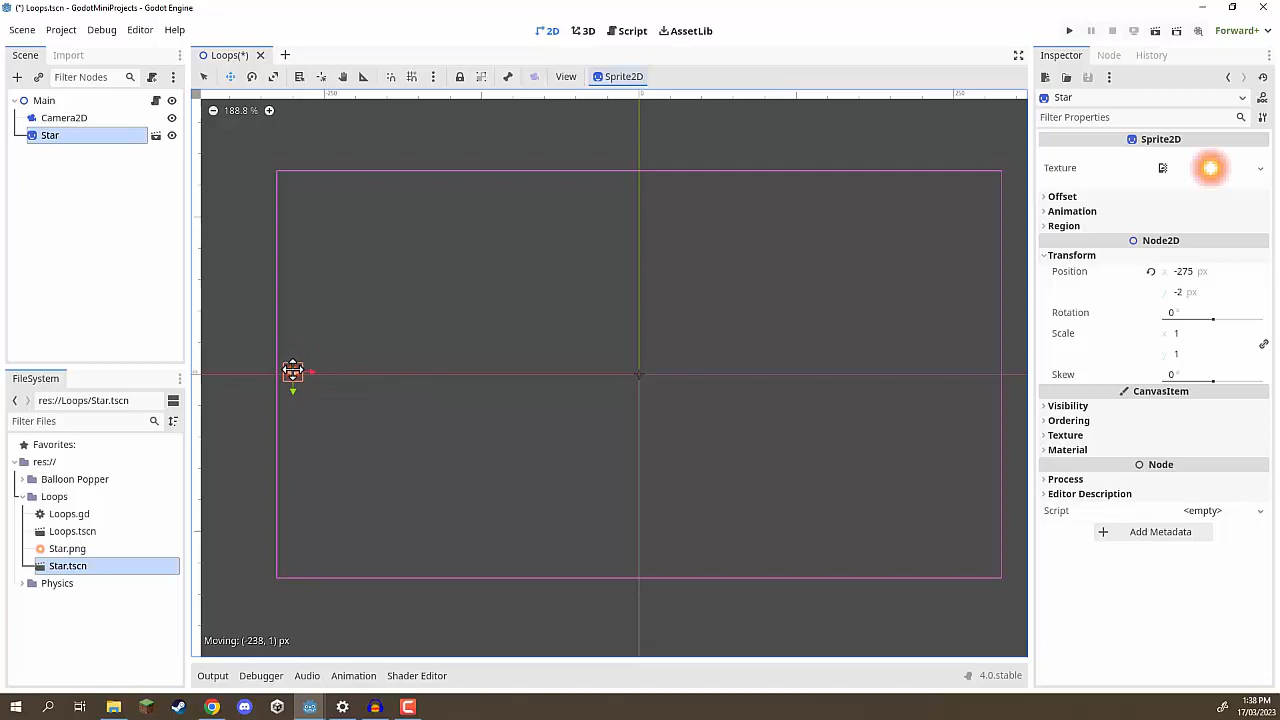 (*) Loops.tscn - GodotMiniProjects - Godot Engine
Scene Project Debug Editor Help
2D 3D Script AssetLib
Forward+
Scene Import
Loops(*)
Inspector Node History
Filter Nodes
View
Sprite2D
Main
Camera2D
Star
-250
0
250
188.8 %
Star
Filter Properties
Sprite2D
Texture
Offset
Animation
Region
Node2D
Transform
Position x -275 px
y -2 px
Rotation 0 °
Scale x 1
y 1
Skew 0 °
CanvasItem
Visibility
Ordering
Texture
Material
Node
Process
Editor Description
Script <empty>
Add Metadata
FileSystem
res://Loops/Star.tscn
Filter Files
Favorites:
res://
Balloon Popper
Loops
Loops.gd
Loops.tscn
Star.png
Star.tscn
Physics
Moving: (-238, 1) px
Output Debugger Audio Animation Shader Editor
4.0.stable
1:38 PM
17/03/2023